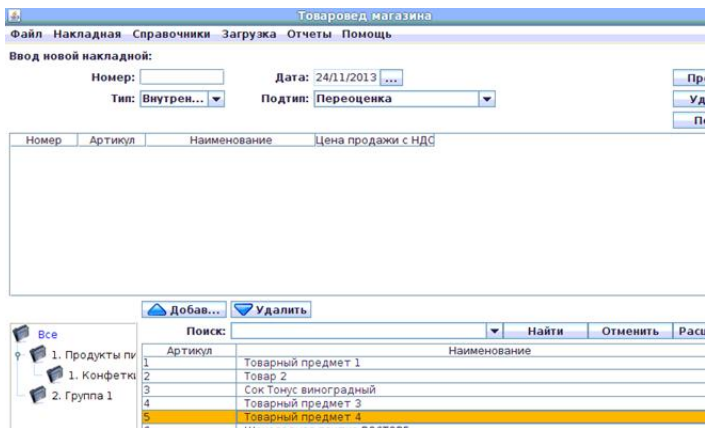 Товаровед магазина
Файл Накладная Справочники Загрузка Отчеты Помощь
Ввод новой накладной:
Номер: Дата: 24/11/2013 ...
Тип: Внутрен... Подтип: Переоценка
Номер Артикул Наименование Цена продажи с НДС
Добав... Удалить
Поиск: Найти Отменить
Все
Артикул Наименование
1. Продукты пи
1 Товарный предмет 1
1. Конфетки
2 Товар 2
3 Сок Тонус виноградный
2. Группа 1
4 Товарный предмет 3
5 Товарный предмет 4